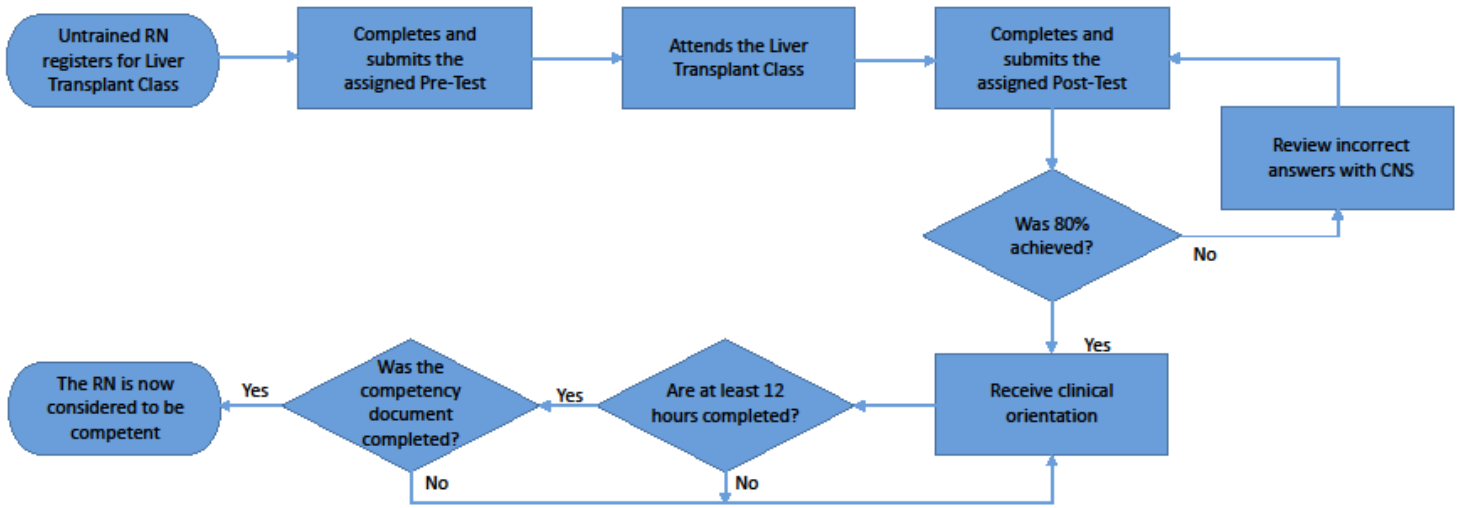 Untrained RN
registers for Liver
Transplant Class
Completes and
submits the
assigned Pre-Test
Attends the Liver
Transplant Class
Completes and
submits the
assigned Post-Test
Review incorrect
answers with CNS
Was 80%
achieved?
No
Yes
Receive clinical
orientation
Are at least 12
hours completed?
Yes
No
Was the
competency
document
completed?
Yes
No
The RN is now
considered to be
competent